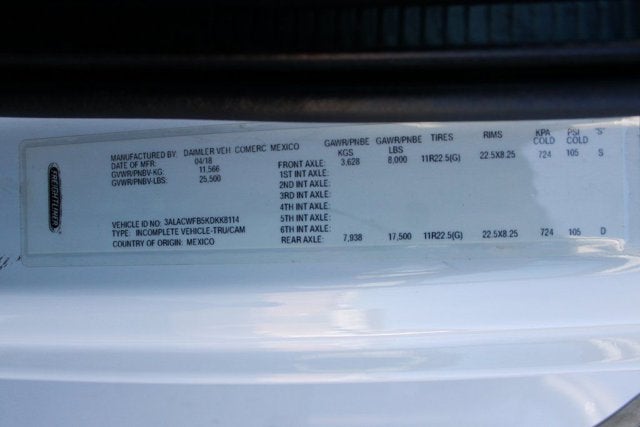 FREIGHTLINER
MANUFACTURED BY: DAIMLER VEH. COMERC MEXICO
DATE OF MFR: 04/18
GVWR/PNBV-KG: 11,566
GVWR/PNBV-LBS: 25,500
VEHICLE ID NO: 3ALACWFB5KDKK8114
TYPE: INCOMPLETE VEHICLE-TRU/CAM
COUNTRY OF ORIGIN: MEXICO
GAWR/PNBE GAWR/PNBE TIRES RIMS KPA PSI "S"
KGS LBS COLD COLD
FRONT AXLE: 3,628 8,000 11R22.5(G) 22.5X8.25 724 105 S
1ST INT AXLE:
2ND INT AXLE:
3RD INT AXLE:
4TH INT AXLE:
5TH INT AXLE:
6TH INT AXLE:
REAR AXLE: 7,938 17,500 11R22.5(G) 22.5X8.25 724 105 D